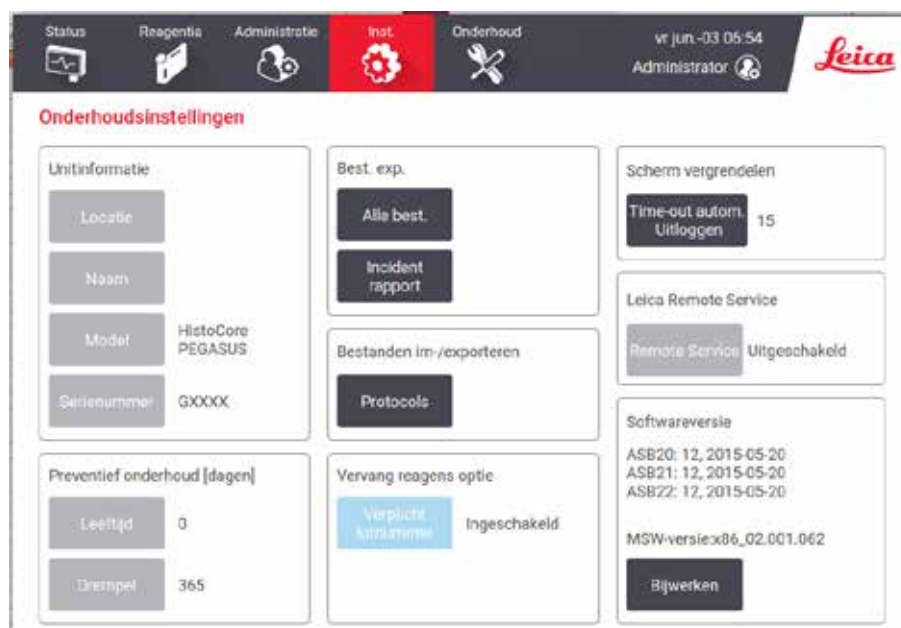 Status
Reagentia
Administratie
Inst.
Onderhoud
vr jun.-03 05:54
Administrator
Leica
Onderhoudsinstellingen
Unitinformatie
Locatie
Naam
Model
HistoCore
PEGASUS
Serienummer
GXXXX
Preventief onderhoud [dagen]
Leeftijd
0
Drempel
365
Best. exp.
Alle best.
Incident
rapport
Bestanden im-/exporteren
Protocols
Vervang reagens optie
Verplicht
lotnummer
Ingeschakeld
Scherm vergrendelen
Time-out autom.
Uitloggen
15
Leica Remote Service
Remote Service
Uitgeschakeld
Softwareversie
ASB20: 12, 2015-05-20
ASB21: 12, 2015-05-20
ASB22: 12, 2015-05-20
MSW-versie:x86_02.001.062
Bijwerken